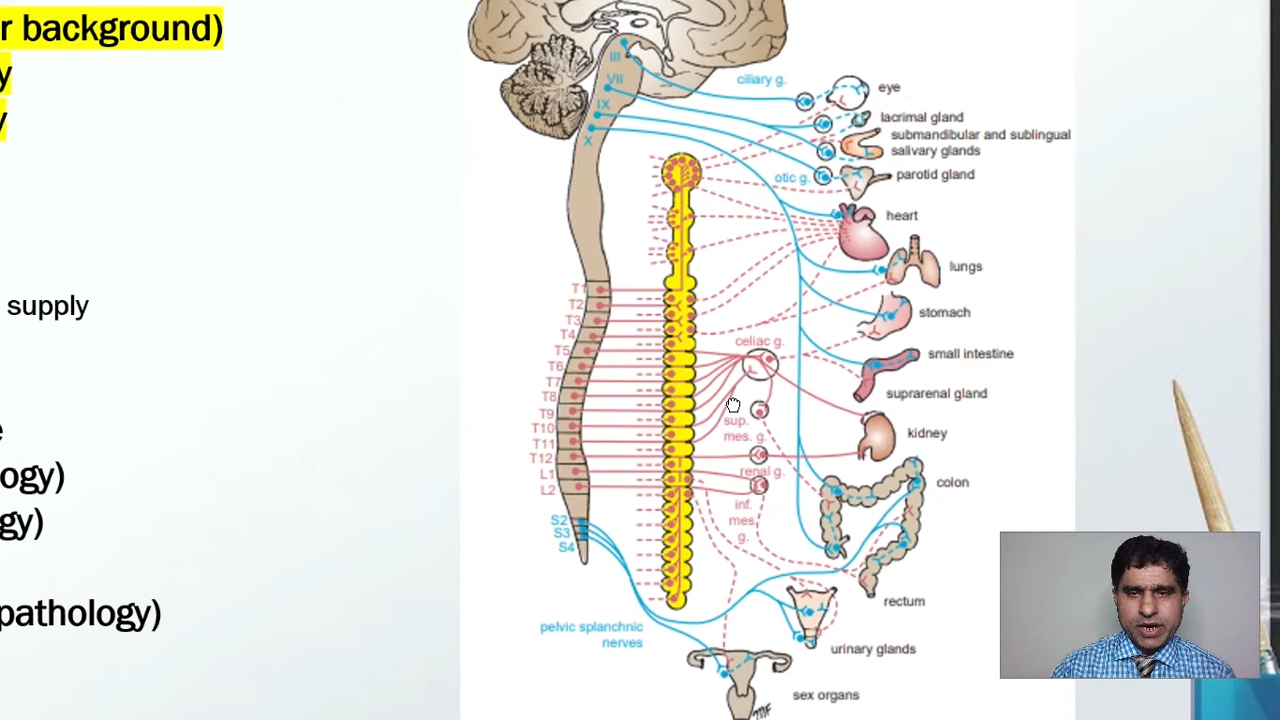 r background)
y
y
supply
e
ogy)
gy)
pathology)
III
VII
IX
X
ciliary g.
eye
lacrimal gland
submandibular and sublingual
salivary glands
otic g.
parotid gland
heart
lungs
stomach
small intestine
suprarenal gland
kidney
colon
rectum
urinary glands
sex organs
T1
T2
T3
T4
T5
T6
T7
T8
T9
T10
T11
T12
L1
L2
S2
S3
S4
celiac g.
sup.
mes. g.
renal g.
inf.
mes
g.
pelvic splanchnic
nerves